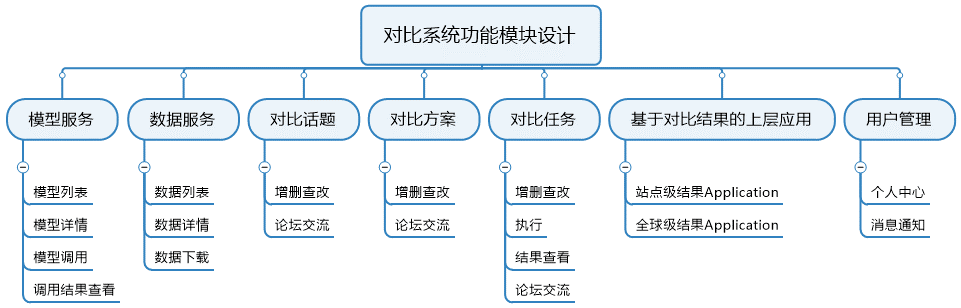 对比系统功能模块设计
模型服务
数据服务
对比话题
对比方案
对比任务
基于对比结果的上层应用
用户管理
模型列表
模型详情
模型调用
调用结果查看
数据列表
数据详情
数据下载
增删查改
论坛交流
增删查改
论坛交流
增删查改
执行
结果查看
论坛交流
站点级结果Application
全球级结果Application
个人中心
消息通知